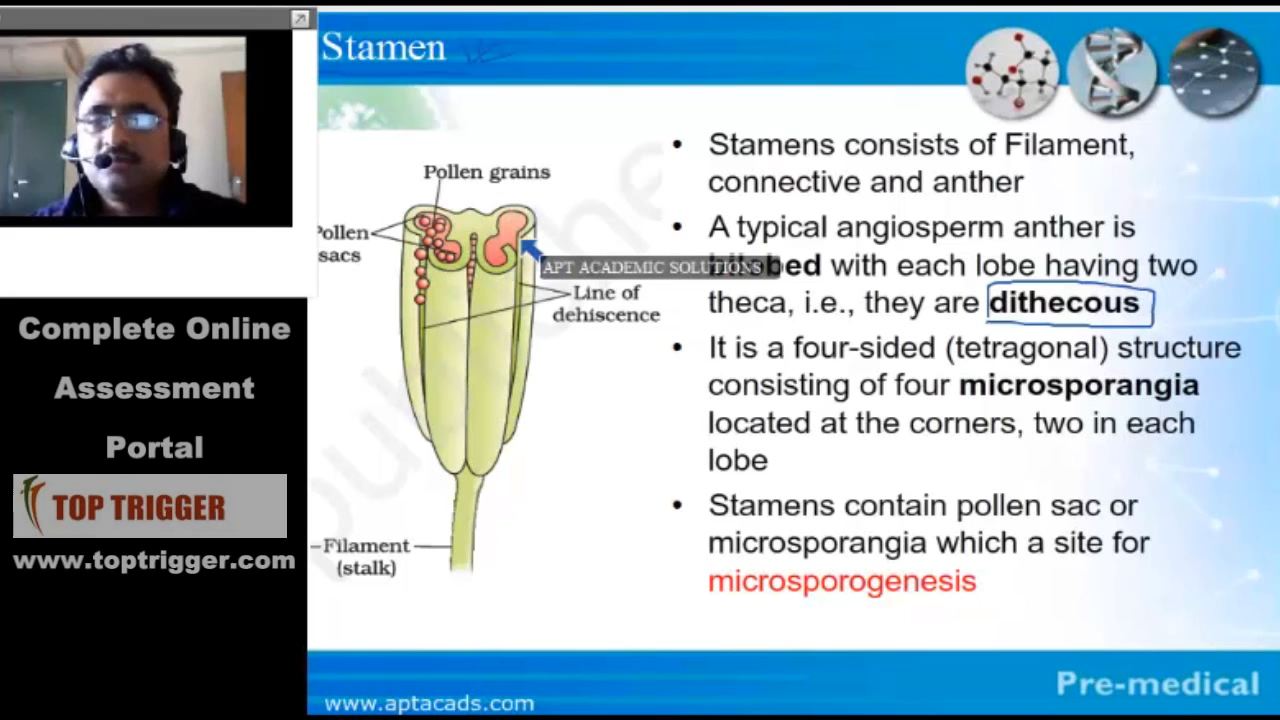 Stamen
Pollen grains
Pollen
sacs
Line of
dehiscence
Filament
(stalk)
APT ACADEMIC SOLUTIONS
• Stamens consists of Filament,
connective and anther
• A typical angiosperm anther is
bilobed with each lobe having two
theca, i.e., they are dithecous
• It is a four-sided (tetragonal) structure
consisting of four microsporangia
located at the corners, two in each
lobe
• Stamens contain pollen sac or
microsporangia which a site for
microsporogenesis
Complete Online
Assessment
Portal
TOP TRIGGER
www.toptrigger.com
www.aptacads.com
Pre-medical